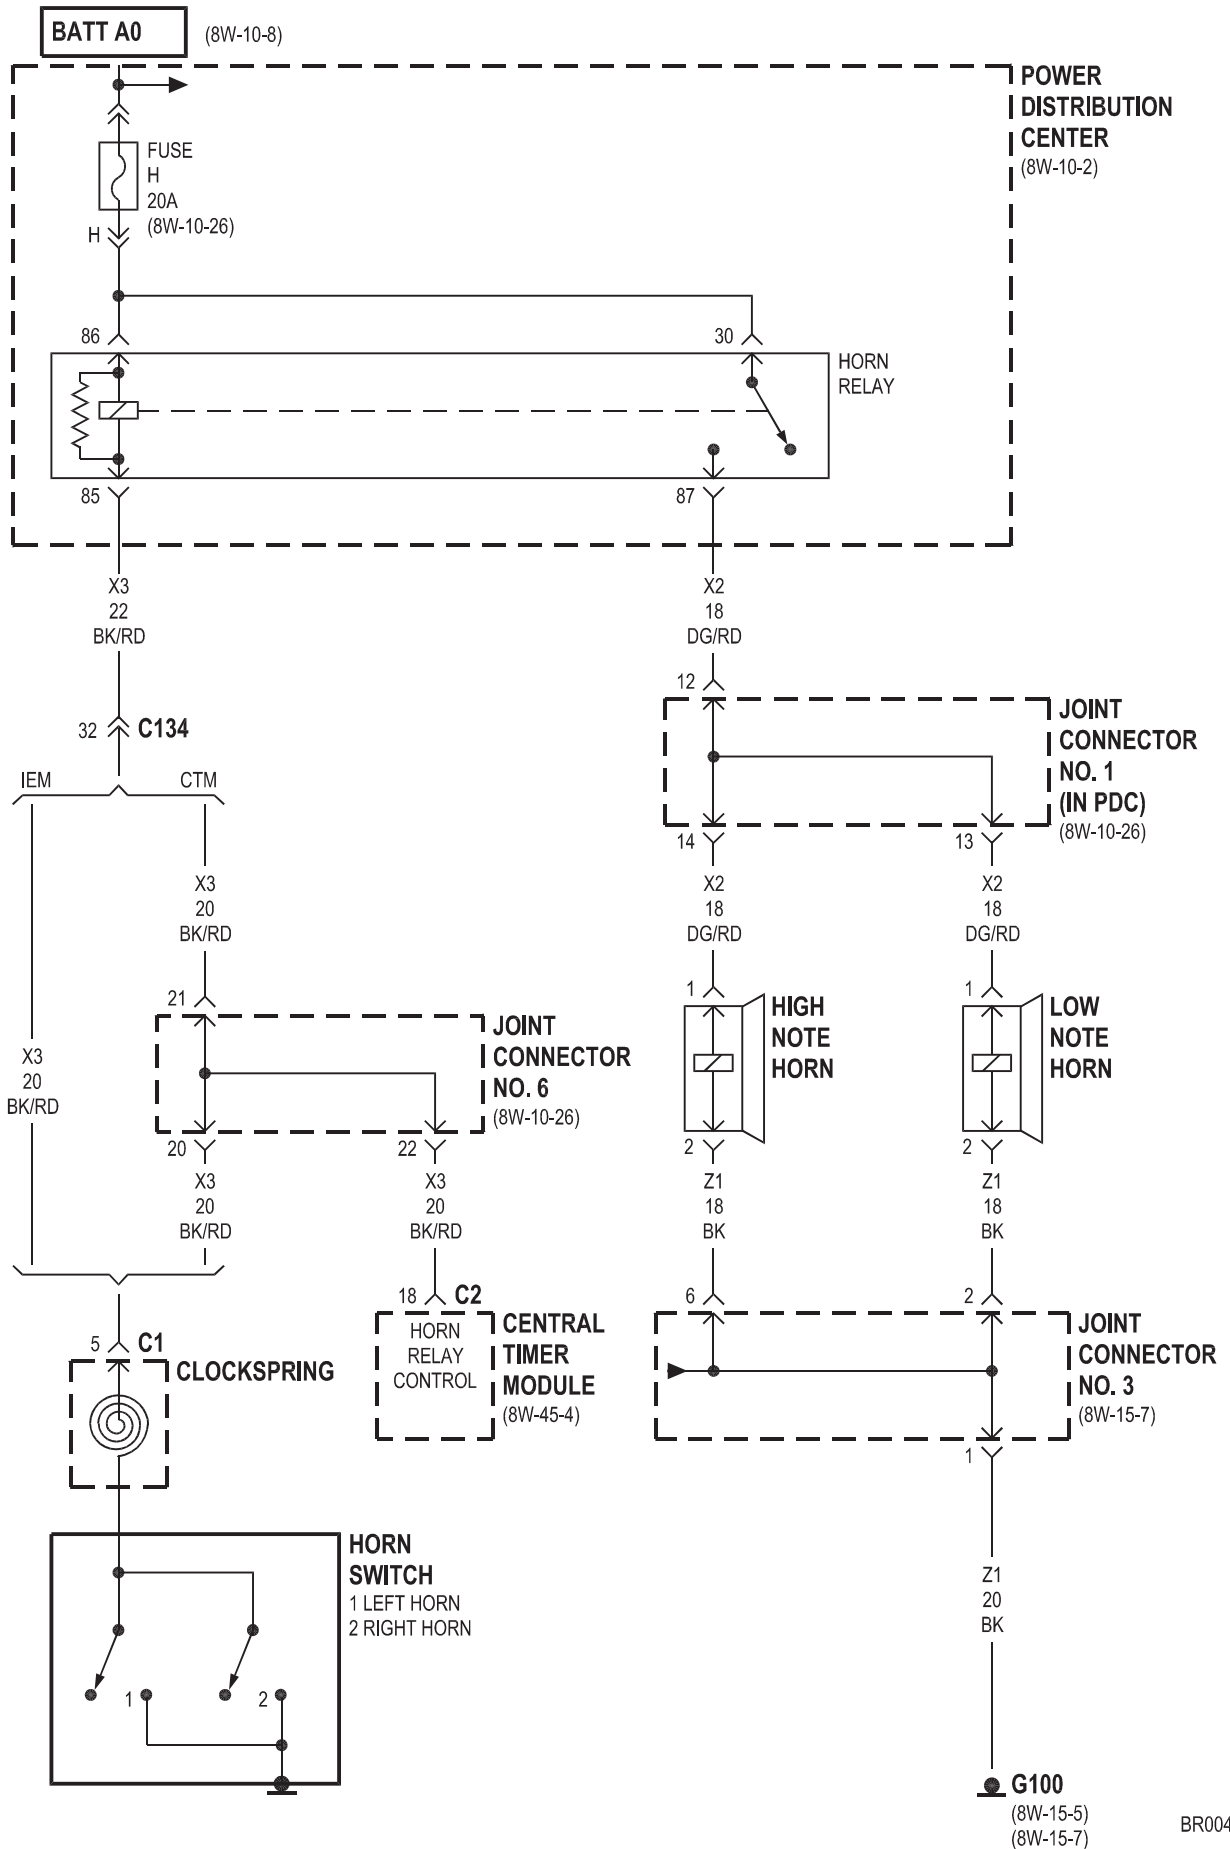 BATT A0
(8W-10-8)
POWER
DISTRIBUTION
CENTER
(8W-10-2)
FUSE
H
20A
(8W-10-26)
H
86
30
HORN
RELAY
85
87
X3
22
BK/RD
X2
18
DG/RD
12
32 C134
JOINT
CONNECTOR
NO. 1
(IN PDC)
(8W-10-26)
IEM
CTM
14
13
X3
20
BK/RD
X2
18
DG/RD
X2
18
DG/RD
21
1
1
JOINT
CONNECTOR
NO. 6
(8W-10-26)
HIGH
NOTE
HORN
LOW
NOTE
HORN
X3
20
BK/RD
20
22
2
2
X3
20
BK/RD
X3
20
BK/RD
Z1
18
BK
Z1
18
BK
18 C2
6
2
HORN
RELAY
CONTROL
CENTRAL
TIMER
MODULE
(8W-45-4)
JOINT
CONNECTOR
NO. 3
(8W-15-7)
5 C1
CLOCKSPRING
1
HORN
SWITCH
1 LEFT HORN
2 RIGHT HORN
Z1
20
BK
1
2
G100
(8W-15-5)
(8W-15-7)
BR004